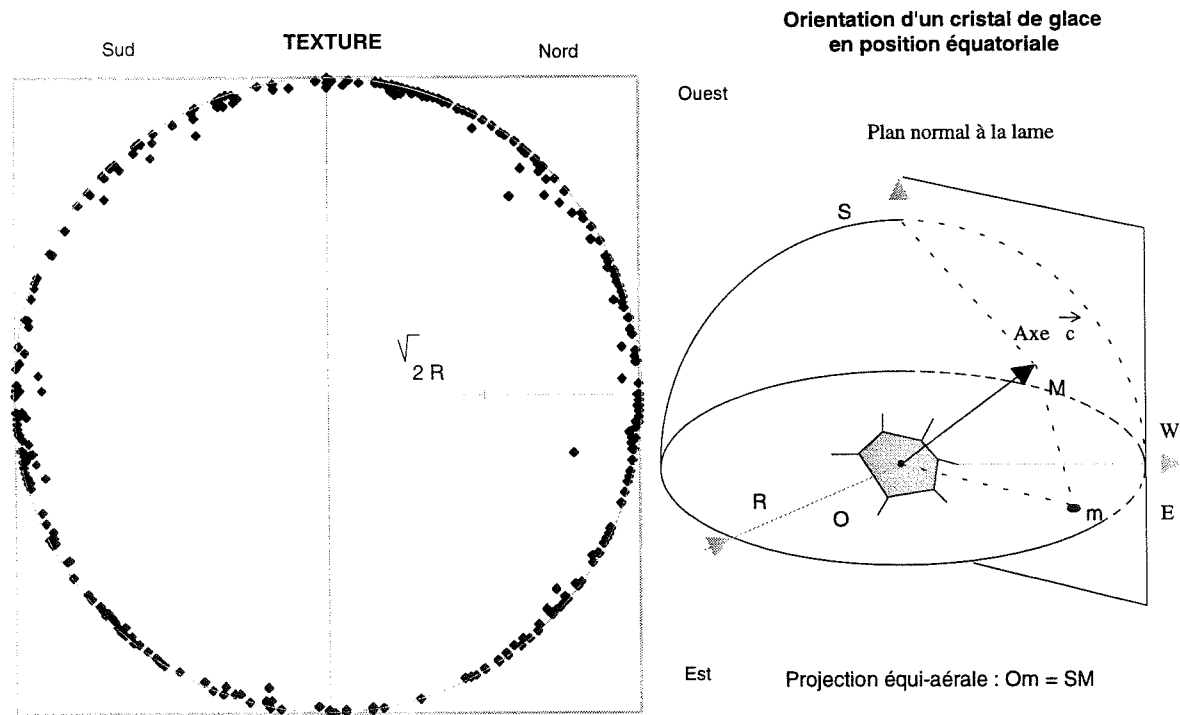 Sud
TEXTURE
Nord
√2 R
Orientation d'un cristal de glace
en position équatoriale
Ouest
Plan normal à la lame
S
Axe c
M
W
R
O
m
E
Est
Projection équi-aérale : Om = SM